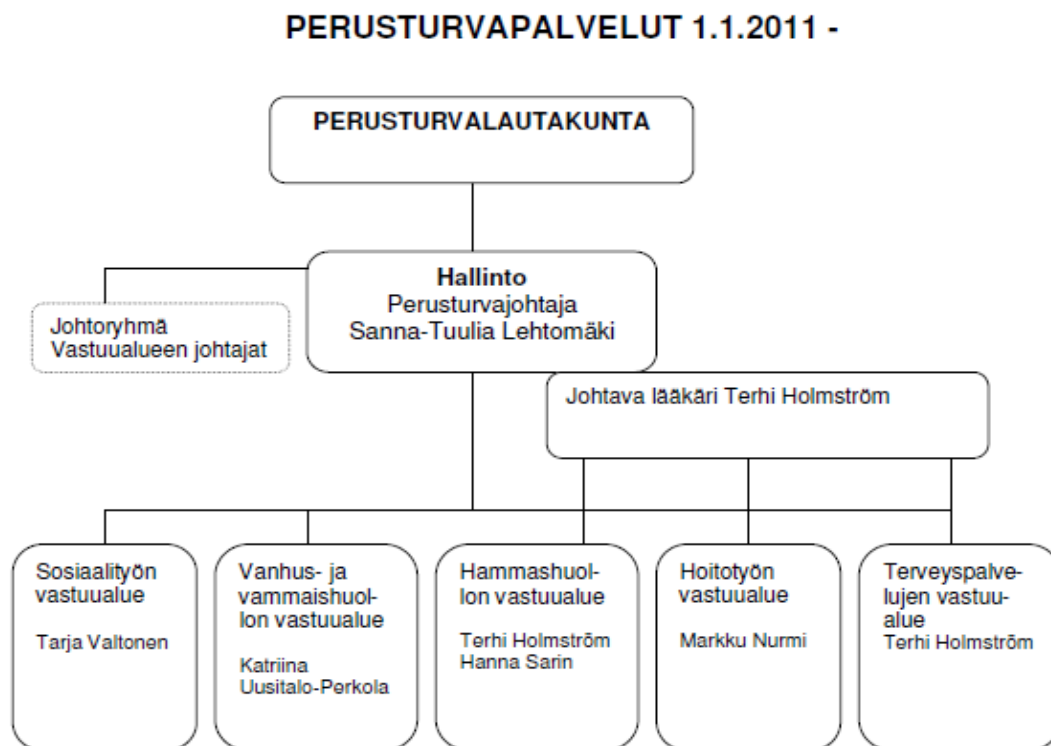 PERUSTURVAPALVELUT 1.1.2011 -
PERUSTURVALAUTAKUNTA
Hallinto
Perusturvajohtaja
Sanna-Tuulia Lehtomäki
Johtoryhmä
Vastuualueen johtajat
Johtava lääkäri Terhi Holmström
Sosiaalityön
vastuualue
Tarja Valtonen
Vanhus- ja
vammaishuol-
lon vastuualue
Katriina
Uusitalo-Perkola
Hammashuol-
lon vastuualue
Terhi Holmström
Hanna Sarin
Hoitotyön
vastuualue
Markku Nurmi
Terveyspalve-
lujen vastuu-
alue
Terhi Holmström